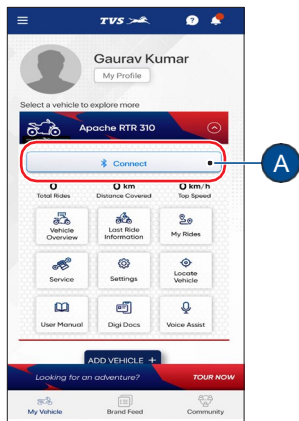 TVS
?
Gaurav Kumar
My Profile
Select a vehicle to explore more
Apache RTR 310
Connect
A
0 0 km 0 km/h
Total Rides Distance Covered Top Speed
Vehicle Overview
Last Ride Information
My Rides
Service
Settings
Locate Vehicle
User Manual
Digi Docs
Voice Assist
ADD VEHICLE +
Looking for an adventure? TOUR NOW
My Vehicle Brand Feed Community